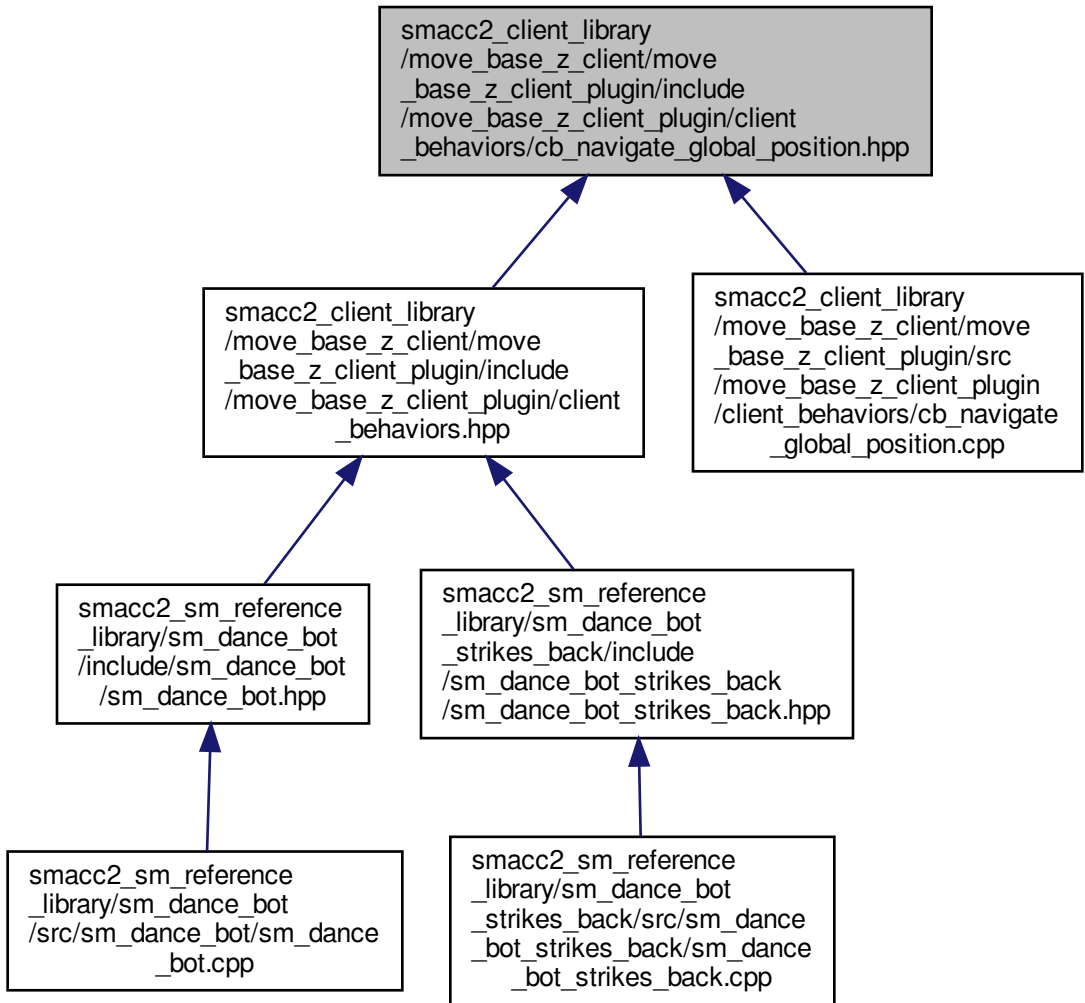 smacc2_client_library
/move_base_z_client/move
_base_z_client_plugin/include
/move_base_z_client_plugin/client
_behaviors/cb_navigate_global_position.hpp
smacc2_client_library
/move_base_z_client/move
_base_z_client_plugin/include
/move_base_z_client_plugin/client
_behaviors.hpp
smacc2_client_library
/move_base_z_client/move
_base_z_client_plugin/src
/move_base_z_client_plugin
/client_behaviors/cb_navigate
_global_position.cpp
smacc2_sm_reference
_library/sm_dance_bot
/include/sm_dance_bot
/sm_dance_bot.hpp
smacc2_sm_reference
_library/sm_dance_bot
_strikes_back/include
/sm_dance_bot_strikes_back
/sm_dance_bot_strikes_back.hpp
smacc2_sm_reference
_library/sm_dance_bot
/src/sm_dance_bot/sm_dance
_bot.cpp
smacc2_sm_reference
_library/sm_dance_bot
_strikes_back/src/sm_dance
_bot_strikes_back/sm_dance
_bot_strikes_back.cpp